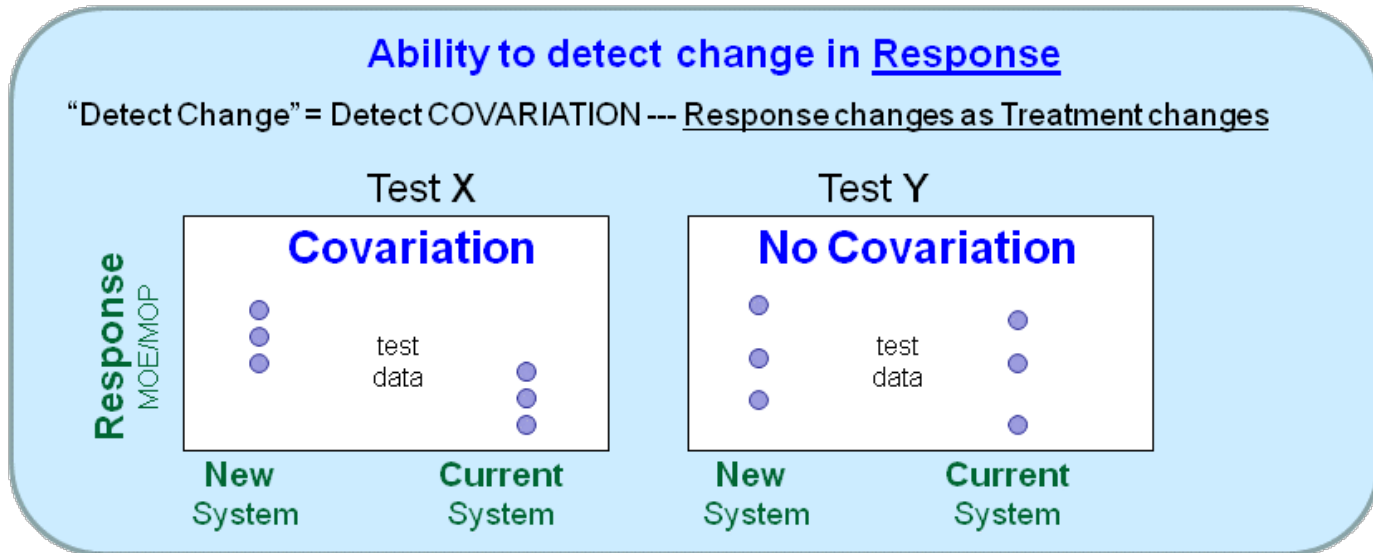 Ability to detect change in Response
“Detect Change” = Detect COVARIATION --- Response changes as Treatment changes
Test X
Test Y
Response
MOE/MOP
Covariation
test
data
No Covariation
test
data
New
System
Current
System
New
System
Current
System